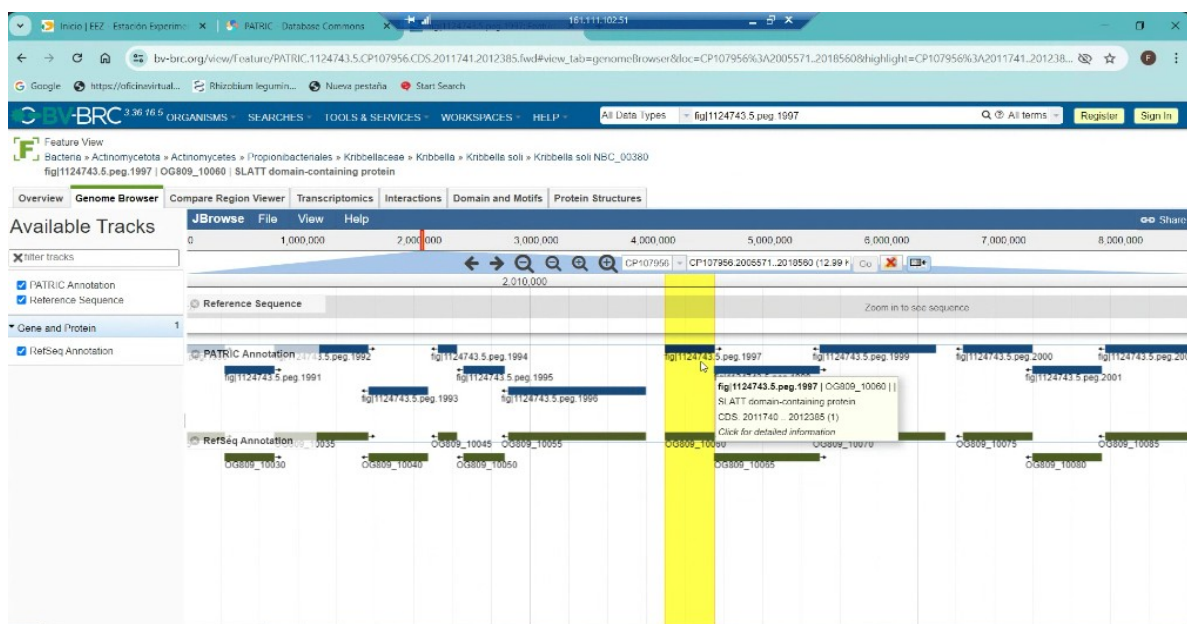 Inicio | EEZ - Estación Experime
PATRIC - Database Commons
161.111.102.51
bv-brc.org/view/Feature/PATRIC.1124743.5.CP107956.CDS.2011741.2012385.fwd#view_tab=genomeBrowser&loc=CP107956%3A2005571..2018560&highlight=CP107956%3A2011741..201238...
Google https://oficinavirtual... Rhizobium legumin... Nueva pestaña Start Search
BV-BRC 3.36.16.5 ORGANISMS SEARCHES TOOLS & SERVICES WORKSPACES HELP All Data Types fig|1124743.5.peg.1997 All terms Register Sign In
Feature View
Bacteria » Actinomycetota » Actinomycetes » Propionibacteriales » Kribbellaceae » Kribbella » Kribbella soli » Kribbella soli NBC_00380
fig|1124743.5.peg.1997 | OG809_10060 | SLATT domain-containing protein
Overview Genome Browser Compare Region Viewer Transcriptomics Interactions Domain and Motifs Protein Structures
Available Tracks
JBrowse File View Help Share
0 1,000,000 2,000,000 3,000,000 4,000,000 5,000,000 6,000,000 7,000,000 8,000,000
filter tracks
CP107956 CP107956:2005571..2018560 (12.99 K Go
2,010,000
PATRIC Annotation
Reference Sequence
Gene and Protein 1
RefSeq Annotation
Reference Sequence
Zoom in to see sequence
PATRIC Annotation
5.peg.1992 fig|1124743.5.peg.1994 fig|1124743.5.peg.1997 fig|1124743.5.peg.1999 fig|1124743.5.peg.2000 fig|1124743.5.peg.200
fig|1124743.5.peg.1991 fig|1124743.5.peg.1995 fig|1124743.5.peg.2001
fig|1124743.5.peg.1993 fig|1124743.5.peg.1996
fig|1124743.5.peg.1997 | OG809_10060 | |
SLATT domain-containing protein
CDS: 2011740 .. 2012385 (1)
Click for detailed information
RefSeq Annotation
10035 OG809_10045 OG809_10055 OG809_10060 OG809_10070 OG809_10075 OG809_10085
OG809_10030 OG809_10040 OG809_10050 OG809_10065 OG809_10080